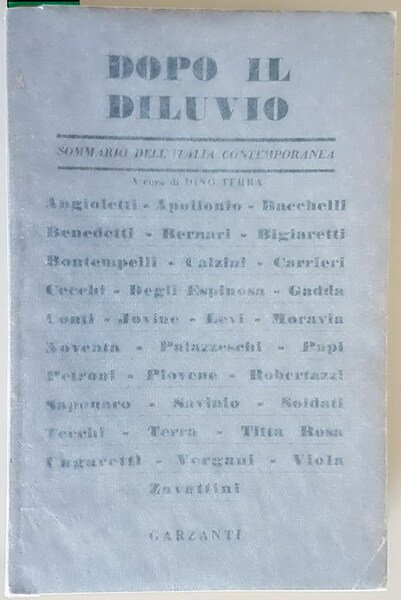 DOPO IL
DILUVIO
SOMMARIO DELL'ITALIA CONTEMPORANEA
A cura di DINO TERRA
Angioletti - Apollonio - Bacchelli
Benedetti - Bernari - Bigiaretti
Bontempelli - Calzini - Carrieri
Cecchi - Degli Espinosa - Gadda
Conti - Jovine - Levi - Moravia
Noventa - Palazzeschi - Papi
Petroni - Piovene - Robertazzi
Saponaro - Savinio - Soldati
Tecchi - Terra - Titta Rosa
Ungaretti - Vergani - Viola
Zavattini
GARZANTI